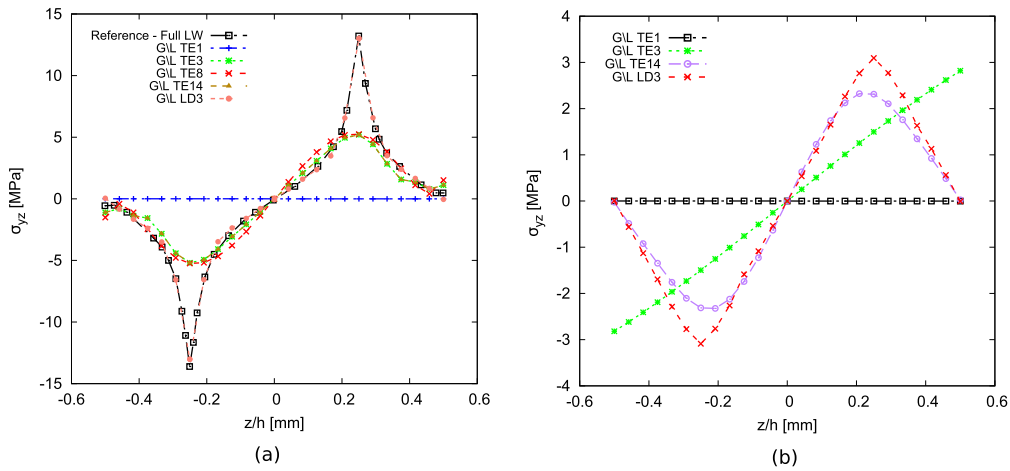 15
10
5
0
-5
-10
-15
-0.6
-0.4
-0.2
0
0.2
0.4
0.6
σyz [MPa]
z/h [mm]
Reference - Full LW
G\L TE1
G\L TE3
G\L TE8
G\L TE14
G\L LD3
(a)
4
3
2
1
0
-1
-2
-3
-4
-0.6
-0.4
-0.2
0
0.2
0.4
0.6
σyz [MPa]
z/h [mm]
G\L TE1
G\L TE3
G\L TE14
G\L LD3
(b)